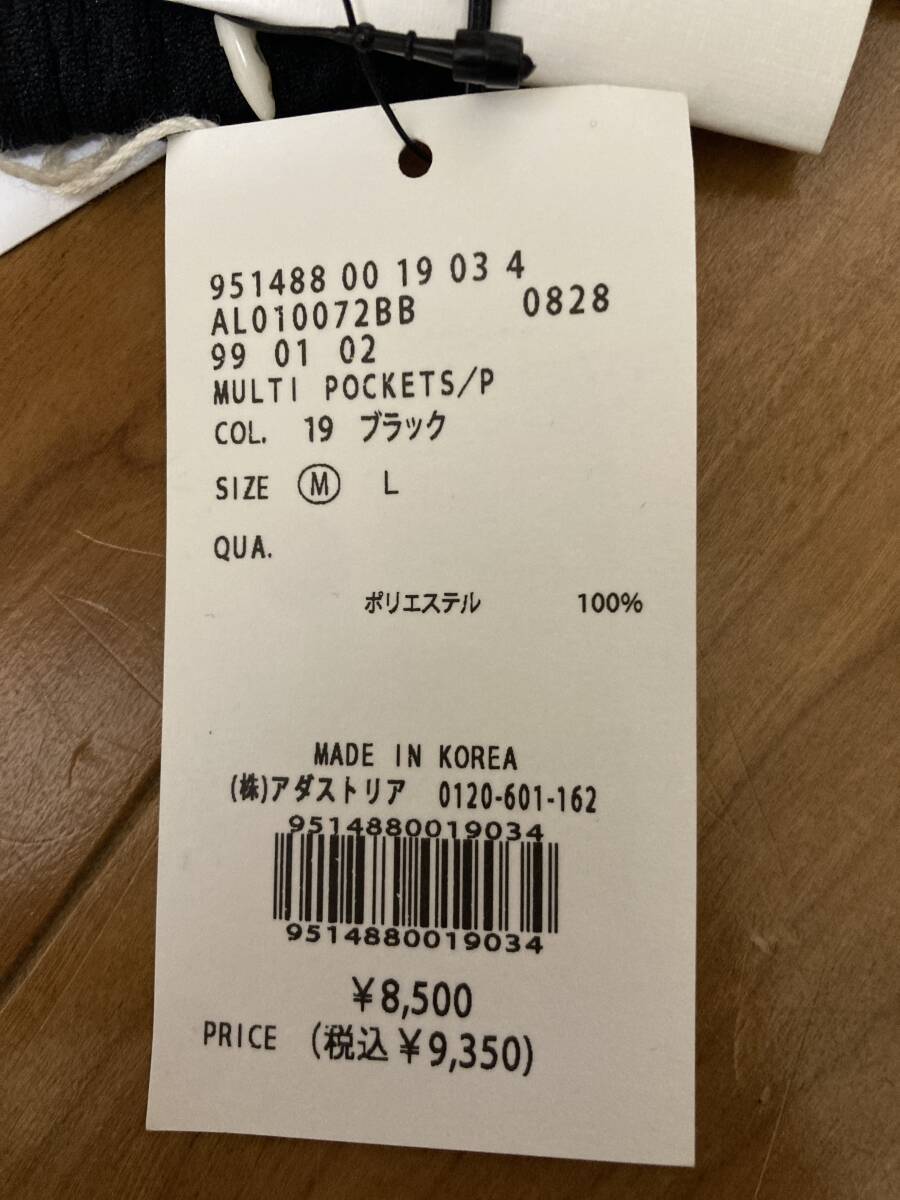 951488 00 19 03 4
AL010072BB 0828
99 01 02
MULTI POCKETS/P
COL. 19 ブラック
SIZE M L
QUA.
ポリエステル 100%
MADE IN KOREA
(株)アダストリア 0120-601-162
9514880019034
9514880019034
¥8,500
PRICE (税込¥9,350)